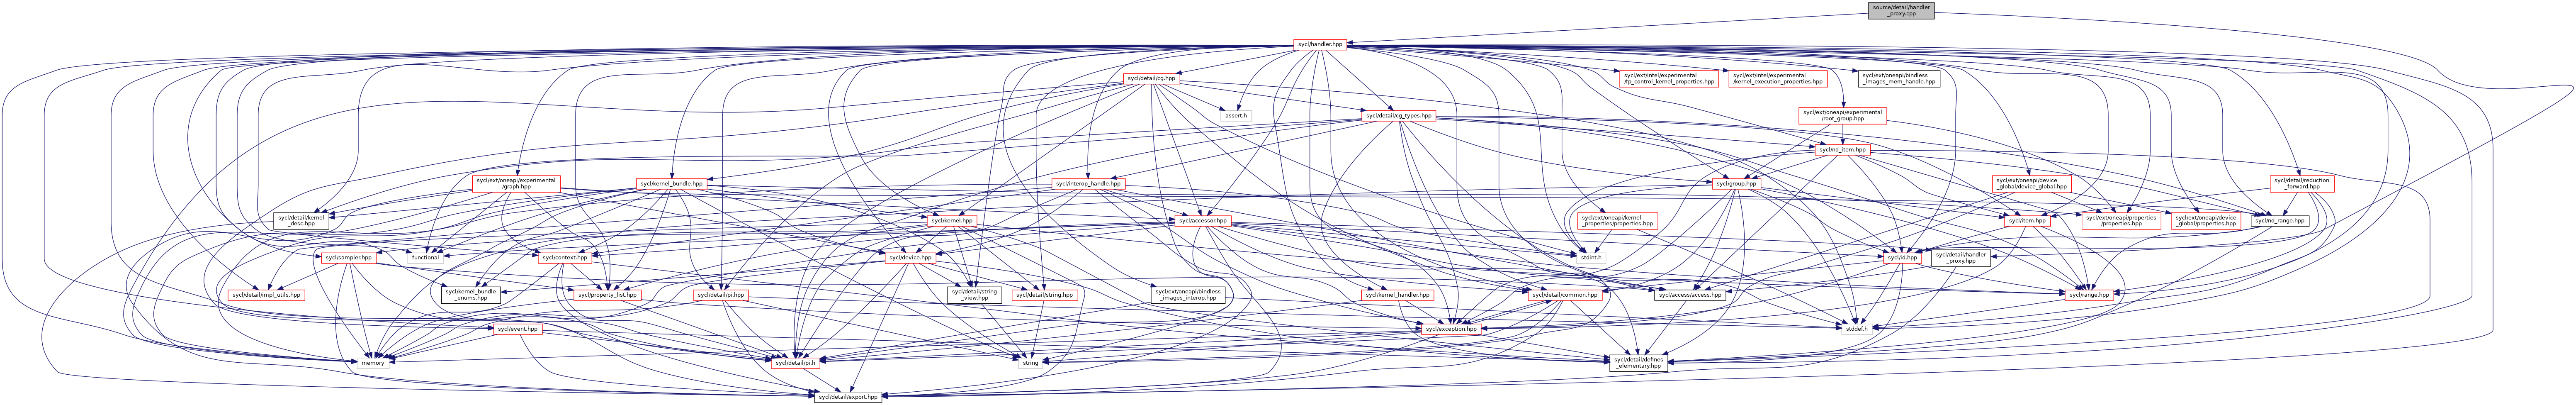 source/detail/handler
_proxy.cpp
sycl/handler.hpp
sycl/detail/cg.hpp
sycl/ext/intel/experimental
/fp_control_kernel_properties.hpp
sycl/ext/intel/experimental
/kernel_execution_properties.hpp
sycl/ext/oneapi/bindless
_images_mem_handle.hpp
assert.h
sycl/detail/cg_types.hpp
sycl/ext/oneapi/experimental
/root_group.hpp
sycl/nd_item.hpp
sycl/ext/oneapi/experimental
/graph.hpp
sycl/kernel_bundle.hpp
sycl/interop_handle.hpp
sycl/group.hpp
sycl/ext/oneapi/device
_global/device_global.hpp
sycl/detail/reduction
_forward.hpp
sycl/detail/kernel
_desc.hpp
sycl/kernel.hpp
sycl/accessor.hpp
sycl/ext/oneapi/kernel
_properties/properties.hpp
sycl/item.hpp
sycl/ext/oneapi/properties
/properties.hpp
sycl/ext/oneapi/device
_global/properties.hpp
sycl/nd_range.hpp
sycl/sampler.hpp
functional
sycl/context.hpp
sycl/device.hpp
stdint.h
sycl/id.hpp
sycl/detail/handler
_proxy.hpp
sycl/detail/impl_utils.hpp
sycl/kernel_bundle
_enums.hpp
sycl/property_list.hpp
sycl/detail/pi.hpp
sycl/detail/string
_view.hpp
sycl/detail/string.hpp
sycl/ext/oneapi/bindless
_images_interop.hpp
sycl/kernel_handler.hpp
sycl/detail/common.hpp
sycl/access/access.hpp
sycl/range.hpp
sycl/event.hpp
sycl/exception.hpp
stddef.h
memory
sycl/detail/pi.h
string
sycl/detail/defines
_elementary.hpp
sycl/detail/export.hpp